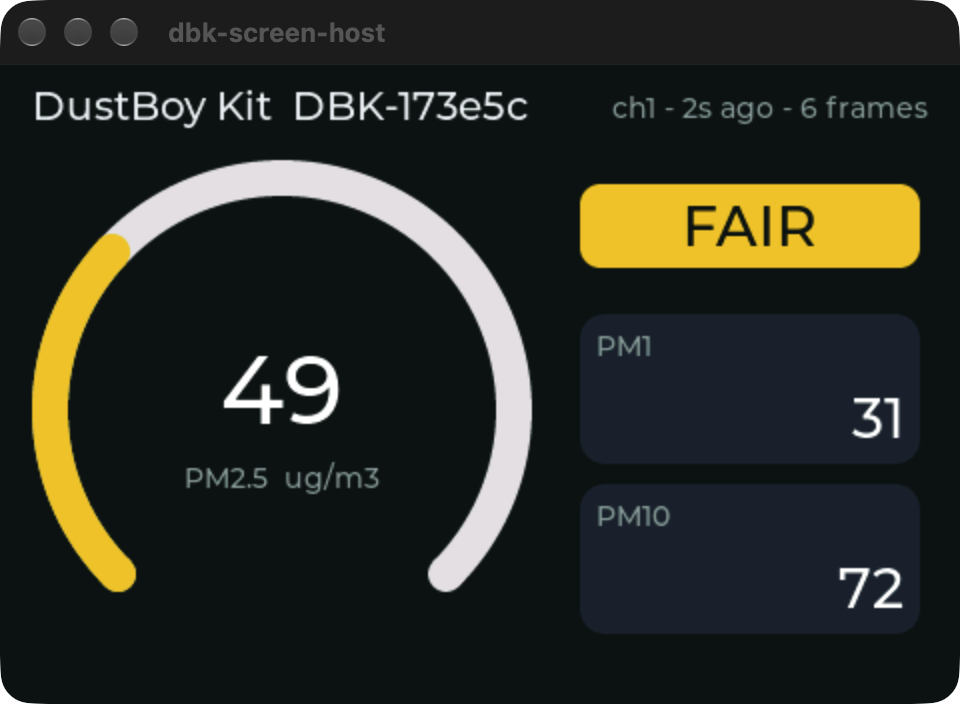 dbk-screen-host
DustBoy Kit  DBK-173e5c
ch1 - 2s ago - 6 frames
49
PM2.5  ug/m3
FAIR
PM1
31
PM10
72